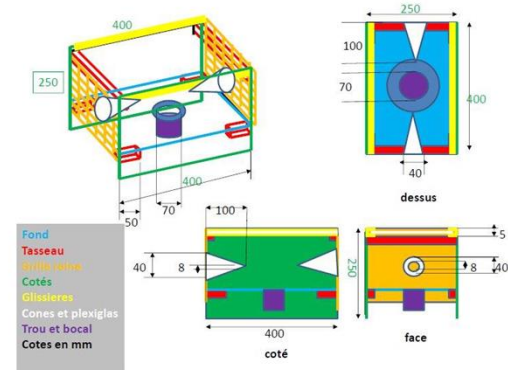 400
250
400
50
70
250
100
70
400
40
dessus
Fond
Tasseau
Cotés
Glissieres
Cones et plexiglas
Trou et bocal
Cotes en mm
100
40
8
400
coté
250
5
8
40
face